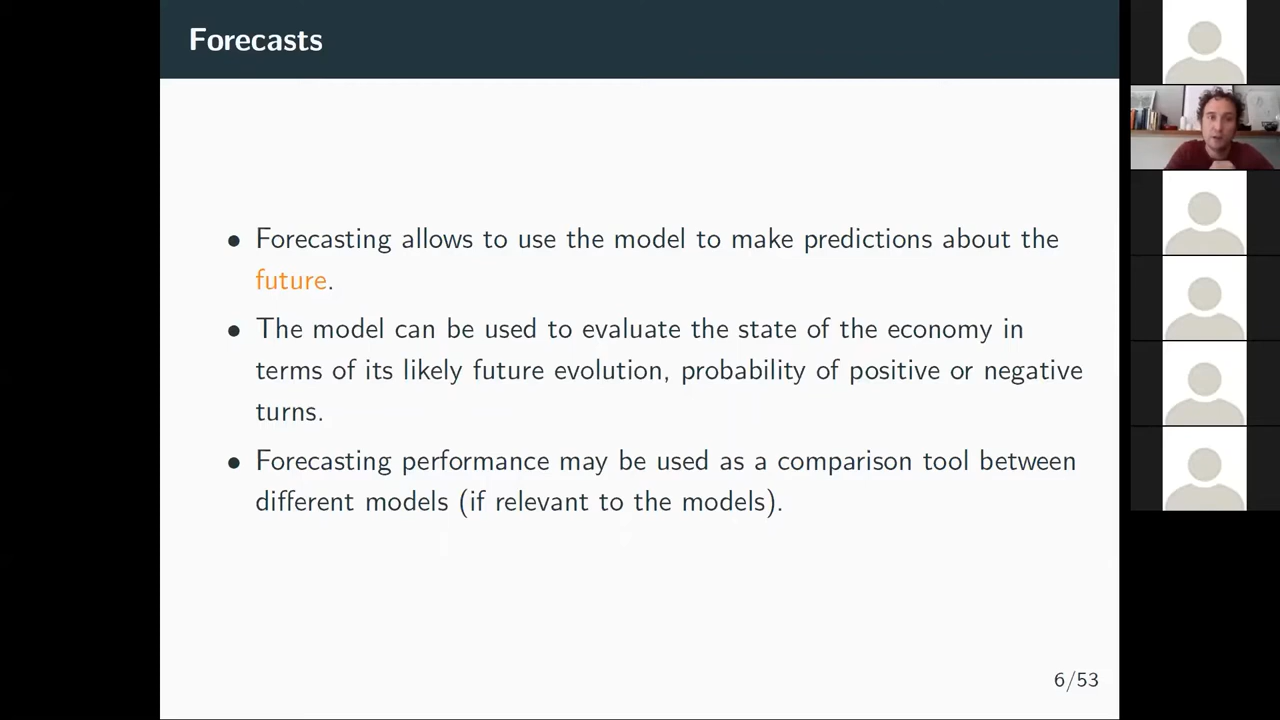 Forecasts
• Forecasting allows to use the model to make predictions about the
future.
• The model can be used to evaluate the state of the economy in
terms of its likely future evolution, probability of positive or negative
turns.
• Forecasting performance may be used as a comparison tool between
different models (if relevant to the models).
6/53